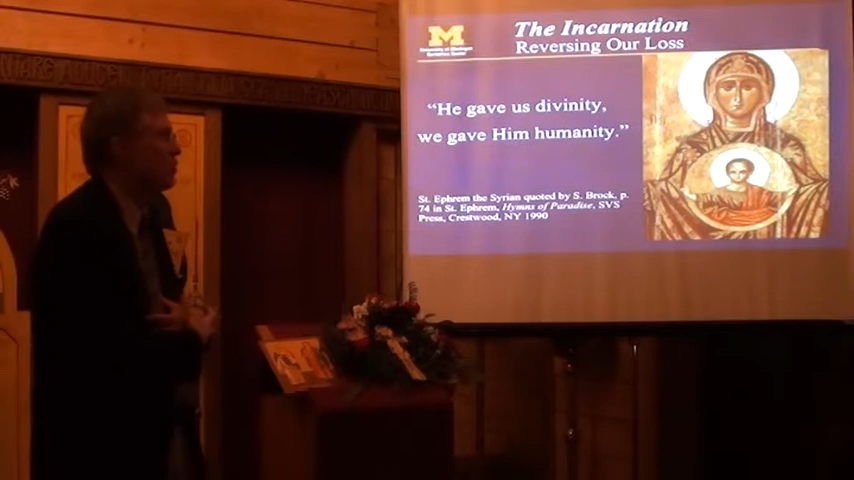 The Incarnation
Reversing Our Loss
M
“He gave us divinity,
we gave Him humanity.”
St. Ephrem the Syrian quoted by S. Brock, p.
74 in St. Ephrem, Hymns of Paradise, SVS
Press, Crestwood, NY 1990